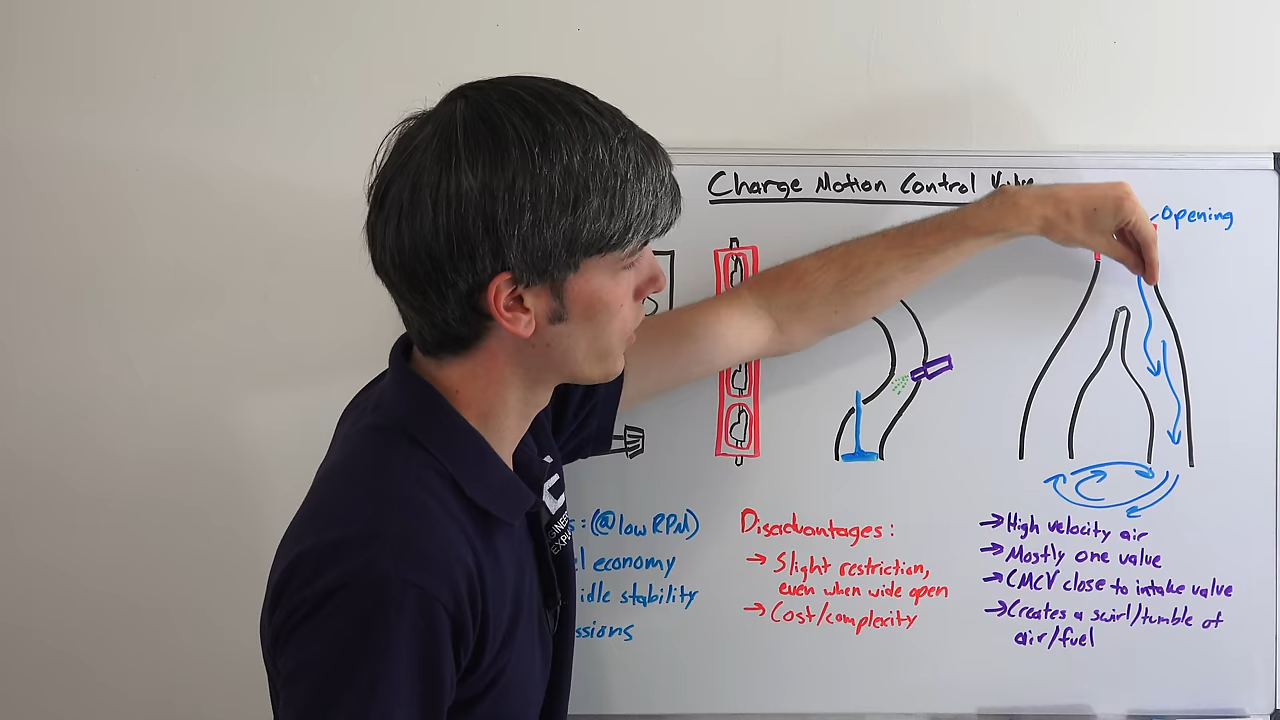 Charge Motion Control Valve
Opening
s: (@ low RPM)
l economy
idle stability
ssions
Disadvantages:
→ Slight restriction,
even when wide open
→ Cost/complexity
→ High velocity air
→ Mostly one value
→ CMCV close to intake valve
→ Creates a swirl/tumble of
air/fuel